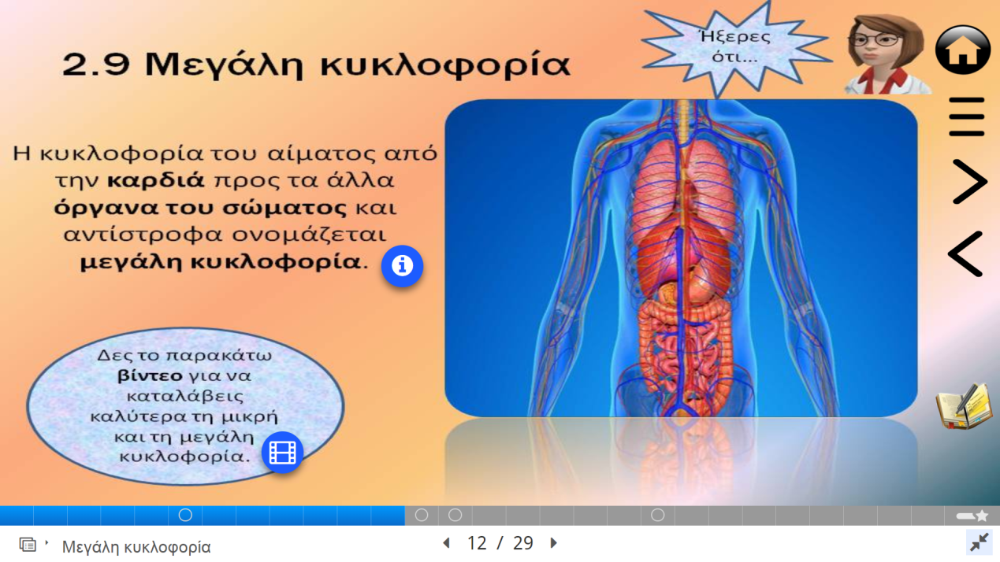 Ήξερες
ότι...
2.9 Μεγάλη κυκλοφορία
Η κυκλοφορία του αίματος από
την καρδιά προς τα άλλα
όργανα του σώματος και
αντίστροφα ονομάζεται
μεγάλη κυκλοφορία.
Δες το παρακάτω
βίντεο για να
καταλάβεις
καλύτερα τη μικρή
και τη μεγάλη
κυκλοφορία.
Μεγάλη κυκλοφορία
12 / 29